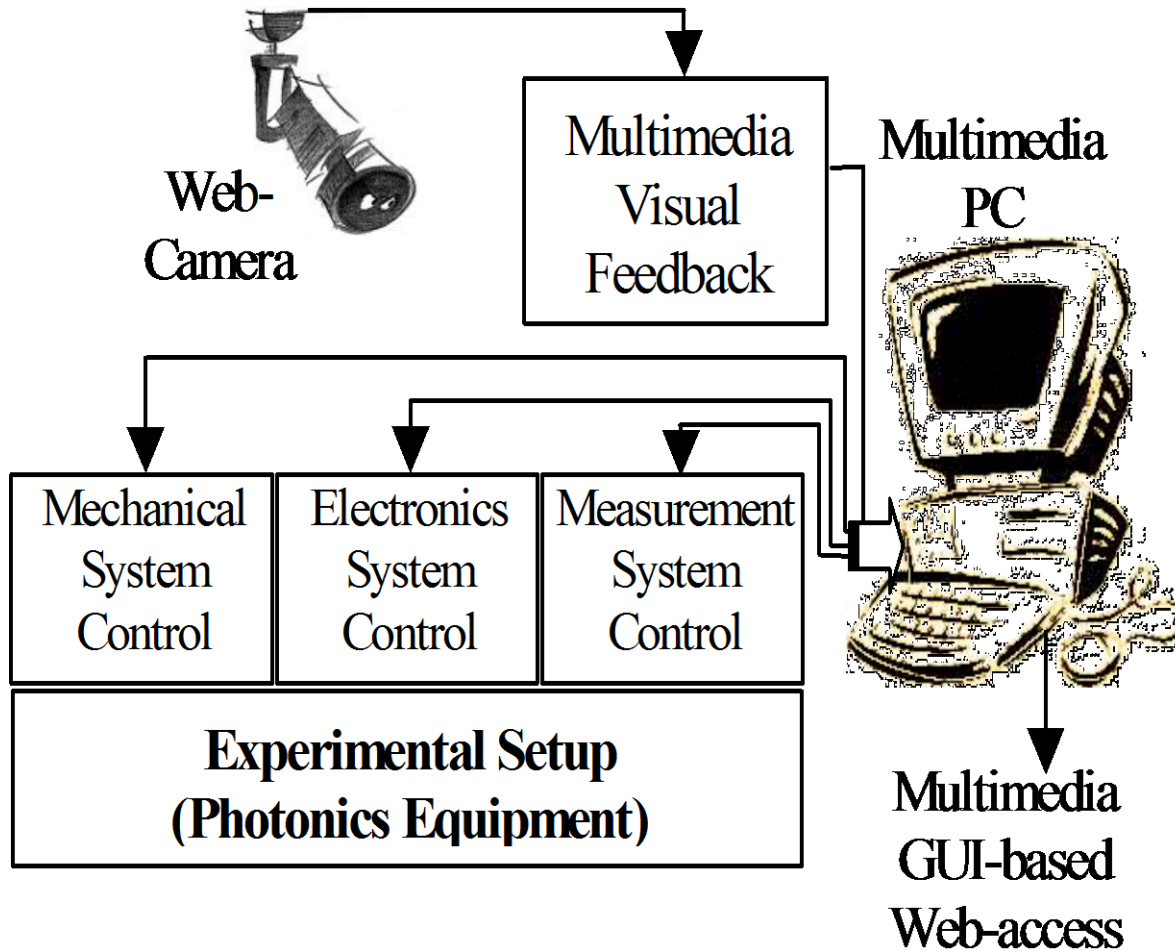 Web-
Camera
Multimedia
Visual
Feedback
Multimedia
PC
Mechanical
System
Control
Electronics
System
Control
Measurement
System
Control
Experimental Setup
(Photonics Equipment)
Multimedia
GUI-based
Web-access